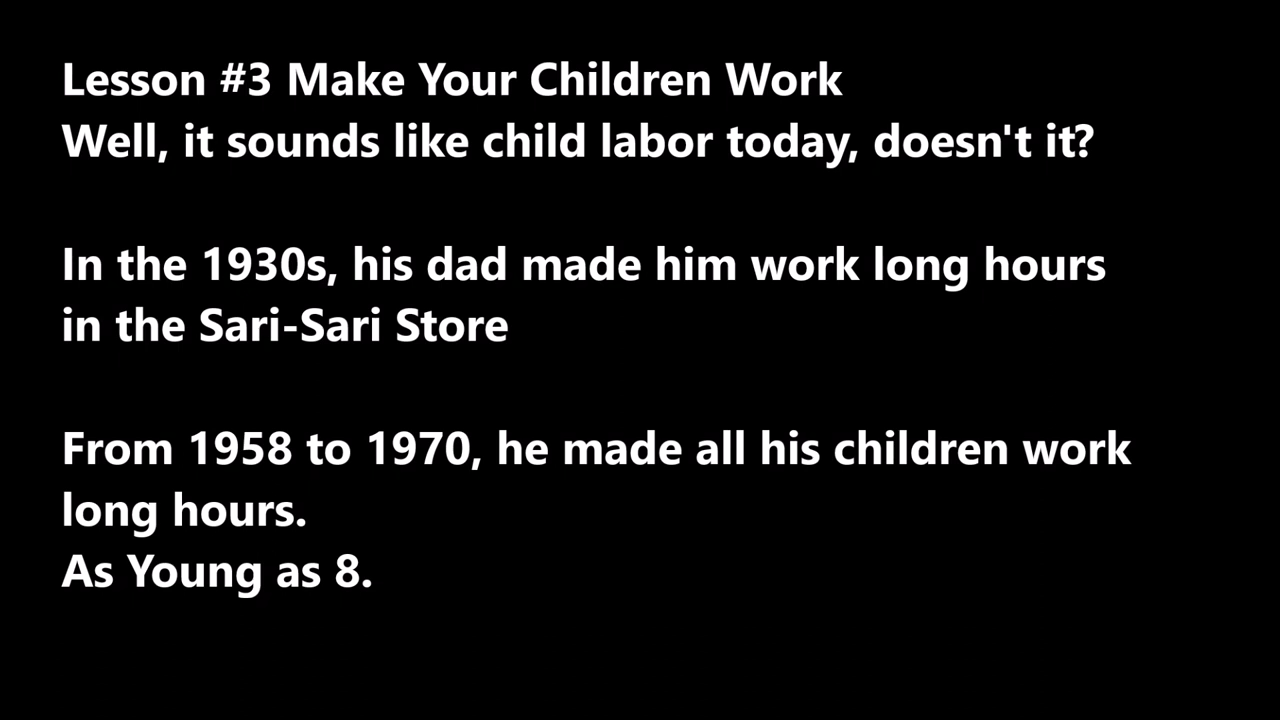 Lesson #3 Make Your Children Work
Well, it sounds like child labor today, doesn't it?
In the 1930s, his dad made him work long hours
in the Sari-Sari Store
From 1958 to 1970, he made all his children work
long hours.
As Young as 8.